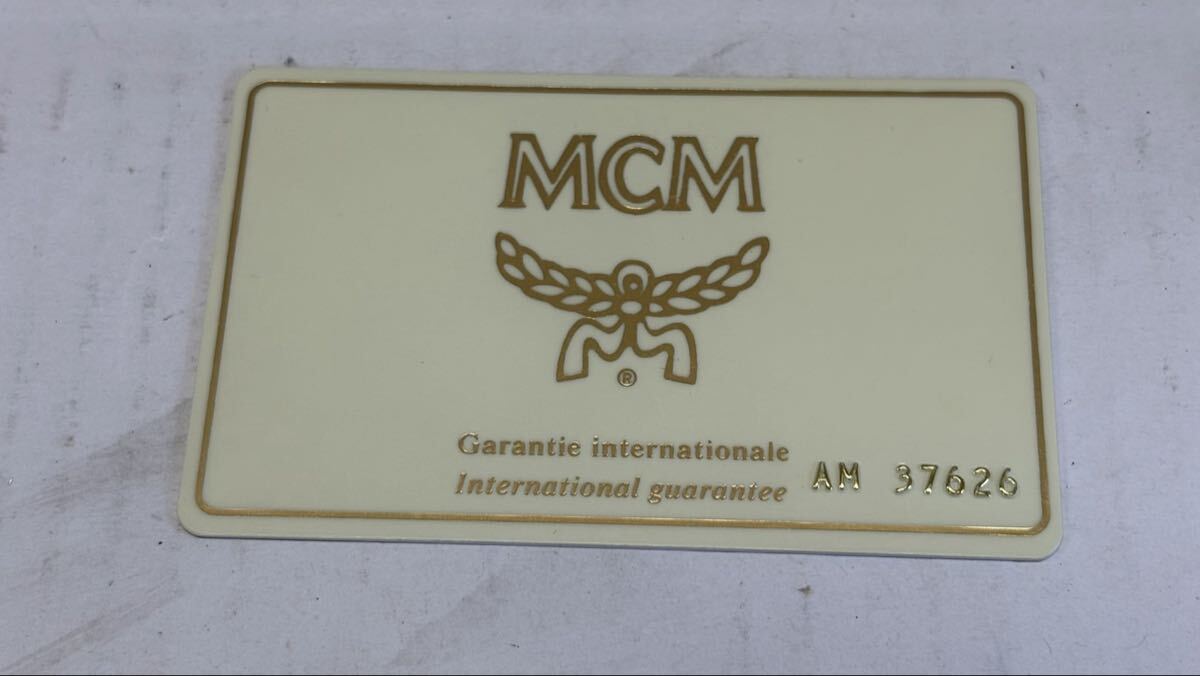 MCM
®
Garantie internationale
International guarantee
AM 37626